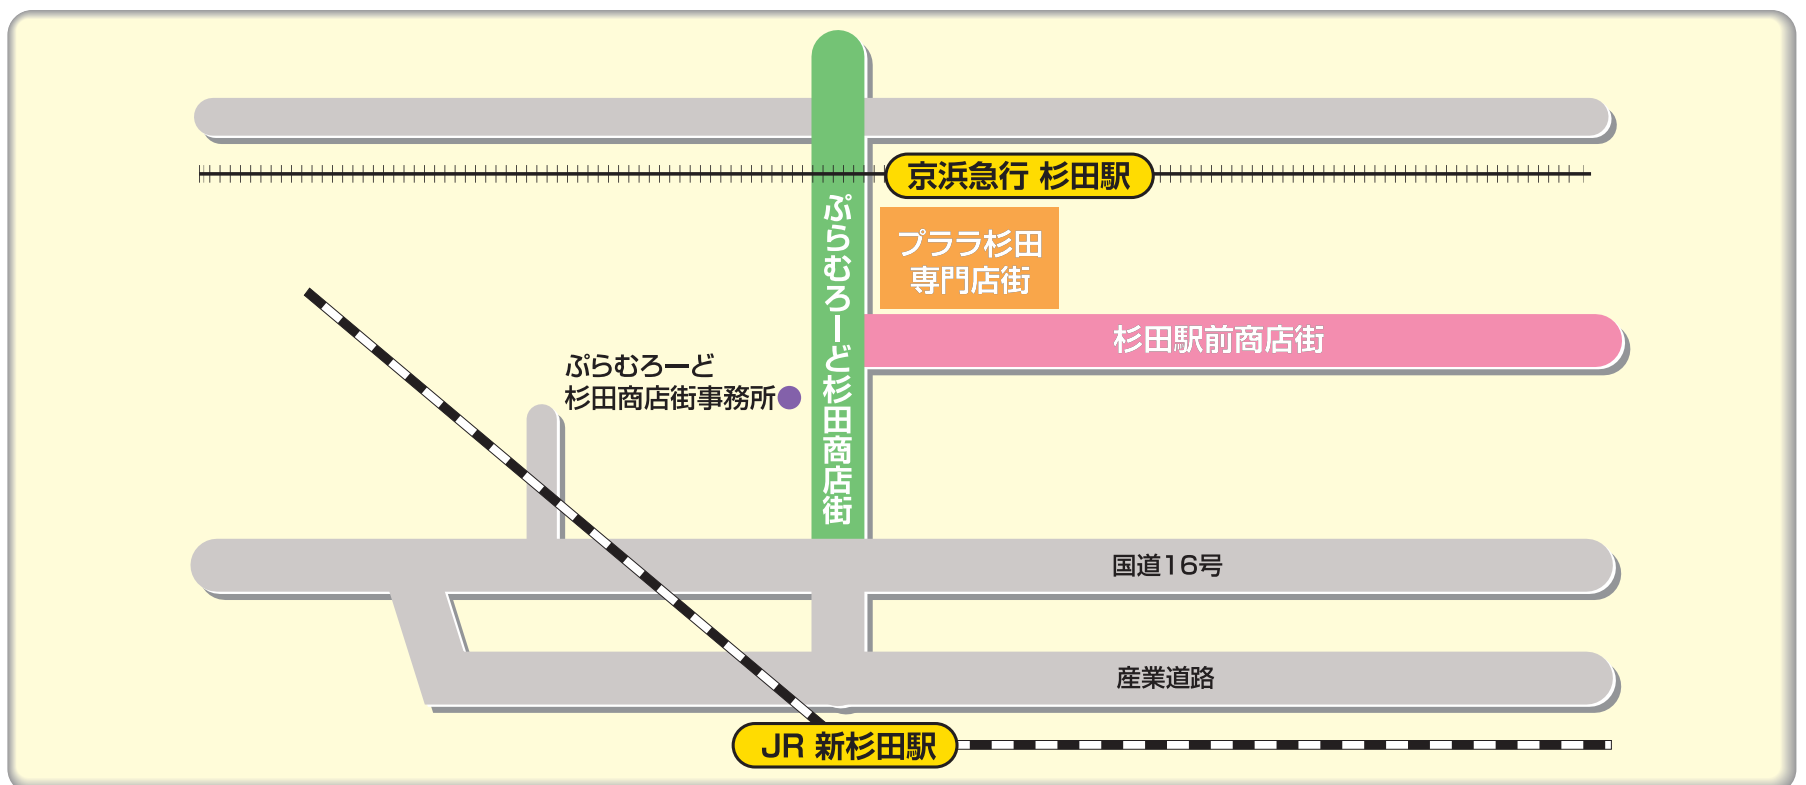 京浜急行 杉田駅
プララ杉田
専門店街
杉田駅前商店街
ぷらむろーど杉田商店街
ぷらむろーど
杉田商店街事務所
国道16号
産業道路
JR 新杉田駅